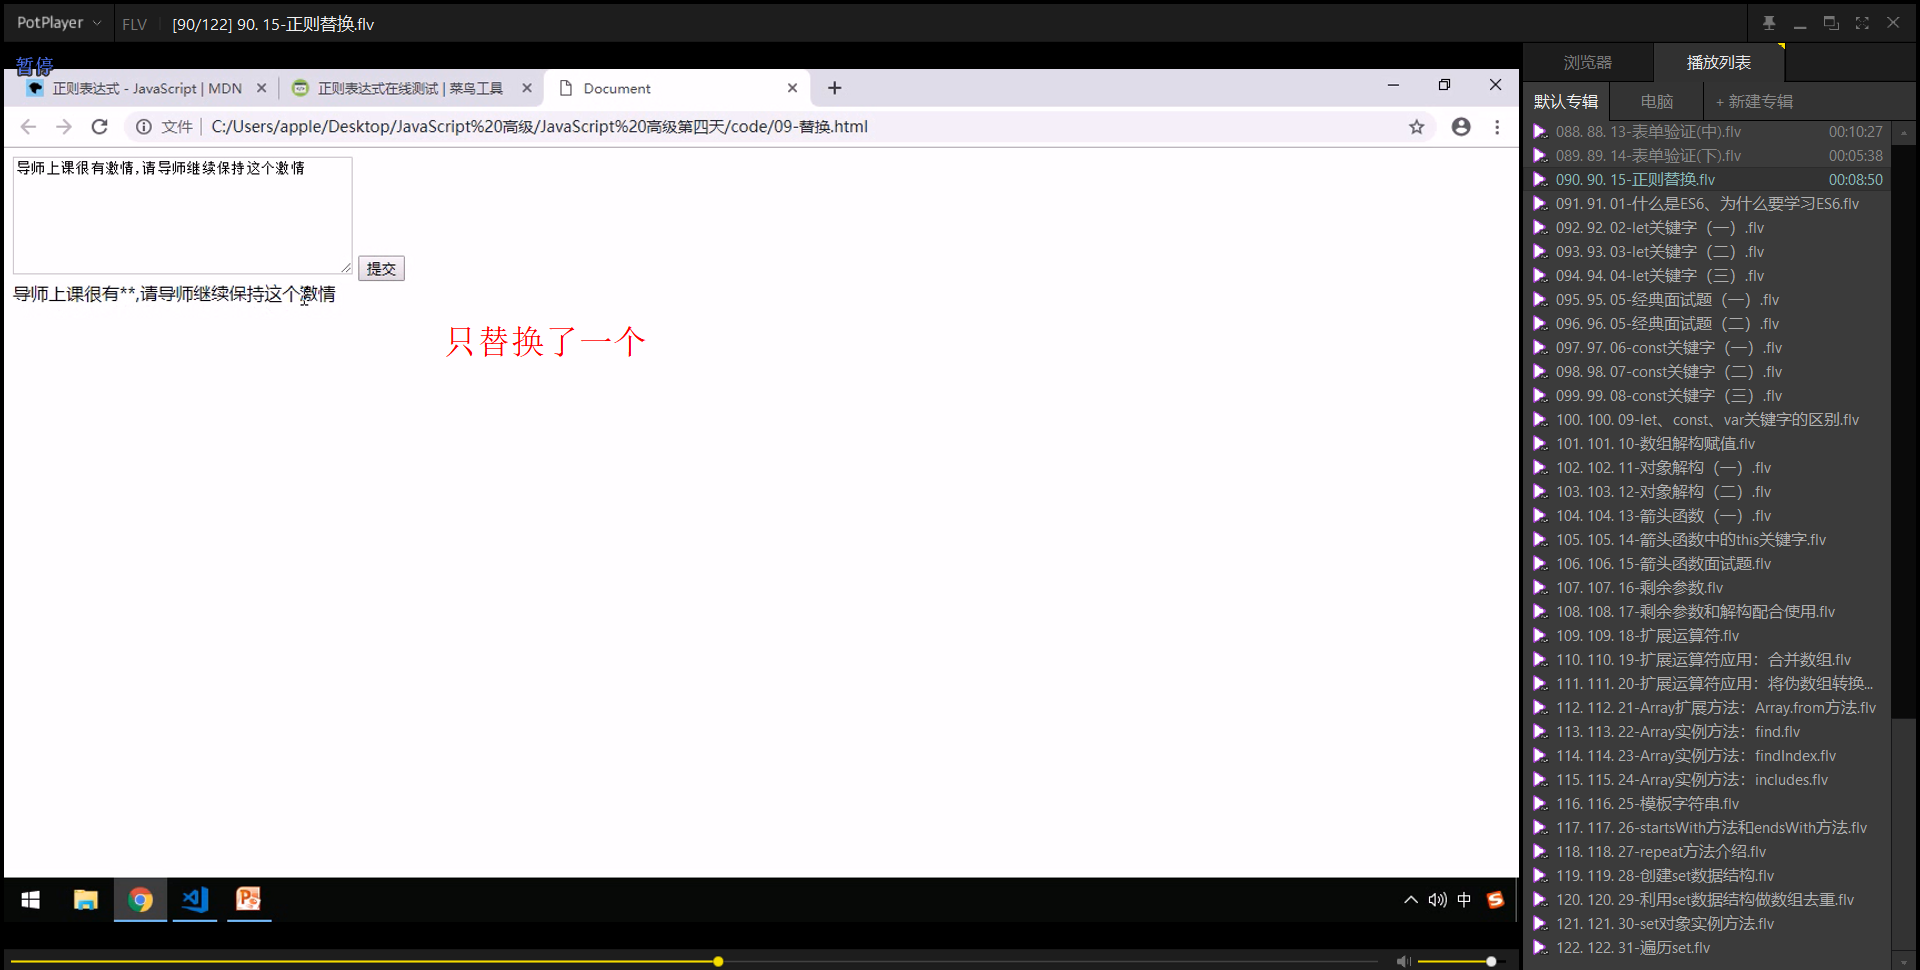 PotPlayer
FLV
[90/122] 90. 15-正则替换.flv
暂停
正则表达式 - JavaScript | MDN
正则表达式在线测试 | 菜鸟工具
Document
文件
C:/Users/apple/Desktop/JavaScript%20高级/JavaScript%20高级第四天/code/09-替换.html
导师上课很有激情,请导师继续保持这个激情
提交
导师上课很有**,请导师继续保持这个激情
只替换了一个
中
浏览器
播放列表
默认专辑
电脑
+ 新建专辑
088. 88. 13-表单验证(中).flv 00:10:27
089. 89. 14-表单验证(下).flv 00:05:38
090. 90. 15-正则替换.flv 00:08:50
091. 91. 01-什么是ES6、为什么要学习ES6.flv
092. 92. 02-let关键字（一）.flv
093. 93. 03-let关键字（二）.flv
094. 94. 04-let关键字（三）.flv
095. 95. 05-经典面试题（一）.flv
096. 96. 05-经典面试题（二）.flv
097. 97. 06-const关键字（一）.flv
098. 98. 07-const关键字（二）.flv
099. 99. 08-const关键字（三）.flv
100. 100. 09-let、const、var关键字的区别.flv
101. 101. 10-数组解构赋值.flv
102. 102. 11-对象解构（一）.flv
103. 103. 12-对象解构（二）.flv
104. 104. 13-箭头函数（一）.flv
105. 105. 14-箭头函数中的this关键字.flv
106. 106. 15-箭头函数面试题.flv
107. 107. 16-剩余参数.flv
108. 108. 17-剩余参数和解构配合使用.flv
109. 109. 18-扩展运算符.flv
110. 110. 19-扩展运算符应用：合并数组.flv
111. 111. 20-扩展运算符应用：将伪数组转换...
112. 112. 21-Array扩展方法：Array.from方法.flv
113. 113. 22-Array实例方法：find.flv
114. 114. 23-Array实例方法：findIndex.flv
115. 115. 24-Array实例方法：includes.flv
116. 116. 25-模板字符串.flv
117. 117. 26-startsWith方法和endsWith方法.flv
118. 118. 27-repeat方法介绍.flv
119. 119. 28-创建set数据结构.flv
120. 120. 29-利用set数据结构做数组去重.flv
121. 121. 30-set对象实例方法.flv
122. 122. 31-遍历set.flv